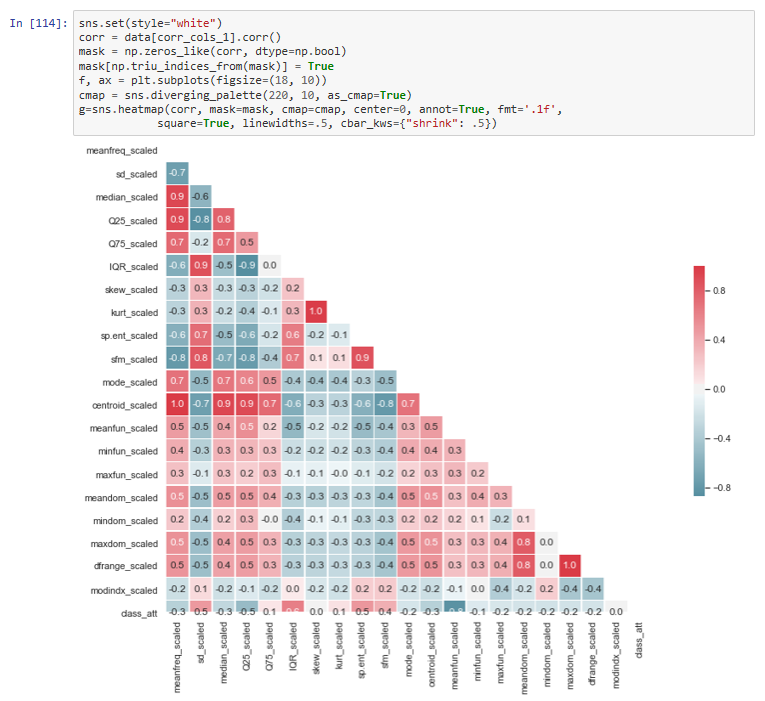 In [114]: sns.set(style="white")
corr = data[corr_cols_1].corr()
mask = np.zeros_like(corr, dtype=np.bool)
mask[np.triu_indices_from(mask)] = True
f, ax = plt.subplots(figsize=(18, 10))
cmap = sns.diverging_palette(220, 10, as_cmap=True)
g=sns.heatmap(corr, mask=mask, cmap=cmap, center=0, annot=True, fmt='.1f',
square=True, linewidths=.5, cbar_kws={"shrink": .5})
meanfreq_scaled
sd_scaled -0.7
median_scaled 0.9 -0.6
Q25_scaled 0.9 -0.8 0.8
Q75_scaled 0.7 -0.2 0.7 0.5
IQR_scaled -0.6 0.9 -0.5 -0.9 0.0
skew_scaled -0.3 0.3 -0.3 -0.3 -0.2 0.2
kurt_scaled -0.3 0.3 -0.2 -0.4 -0.1 0.3 1.0
sp.ent_scaled -0.6 0.7 -0.5 -0.6 -0.2 0.6 -0.2 -0.1
sfm_scaled -0.8 0.8 -0.7 -0.8 -0.4 0.7 0.1 0.1 0.9
mode_scaled 0.7 -0.5 0.7 0.6 0.5 -0.4 -0.4 -0.4 -0.3 -0.5
centroid_scaled 1.0 -0.7 0.9 0.9 0.7 -0.6 -0.3 -0.3 -0.6 -0.8 0.7
meanfun_scaled 0.5 -0.5 0.4 0.5 0.2 -0.5 -0.2 -0.2 -0.5 -0.4 0.3 0.5
minfun_scaled 0.4 -0.3 0.3 0.3 0.3 -0.2 -0.2 -0.2 -0.3 -0.4 0.4 0.4 0.3
maxfun_scaled 0.3 -0.1 0.3 0.2 0.3 -0.1 -0.1 -0.0 -0.1 -0.2 0.2 0.3 0.3 0.2
meandom_scaled 0.5 -0.5 0.5 0.5 0.4 -0.3 -0.3 -0.3 -0.3 -0.4 0.5 0.5 0.3 0.4 0.3
mindom_scaled 0.2 -0.4 0.2 0.3 -0.0 -0.4 -0.1 -0.1 -0.3 -0.3 0.2 0.2 0.2 0.1 -0.2 0.1
maxdom_scaled 0.5 -0.5 0.4 0.5 0.3 -0.3 -0.3 -0.3 -0.3 -0.4 0.5 0.5 0.3 0.3 0.4 0.8 0.0
dfrange_scaled 0.5 -0.5 0.4 0.5 0.3 -0.3 -0.3 -0.3 -0.3 -0.4 0.5 0.5 0.3 0.3 0.4 0.8 0.0 1.0
modindx_scaled -0.2 0.1 -0.2 -0.1 -0.2 0.0 -0.2 -0.2 0.2 0.2 -0.2 -0.2 -0.1 0.0 -0.4 -0.2 0.2 -0.4 -0.4
class_att -0.3 0.5 -0.3 -0.5 0.1 0.6 0.0 0.1 0.5 0.4 -0.2 -0.3 -0.8 -0.1 -0.2 -0.2 -0.2 -0.2 -0.2 0.0
meanfreq_scaled
sd_scaled
median_scaled
Q25_scaled
Q75_scaled
IQR_scaled
skew_scaled
kurt_scaled
sp.ent_scaled
sfm_scaled
mode_scaled
centroid_scaled
meanfun_scaled
minfun_scaled
maxfun_scaled
meandom_scaled
mindom_scaled
maxdom_scaled
dfrange_scaled
modindx_scaled
class_att
0.8
0.4
0.0
−0.4
−0.8